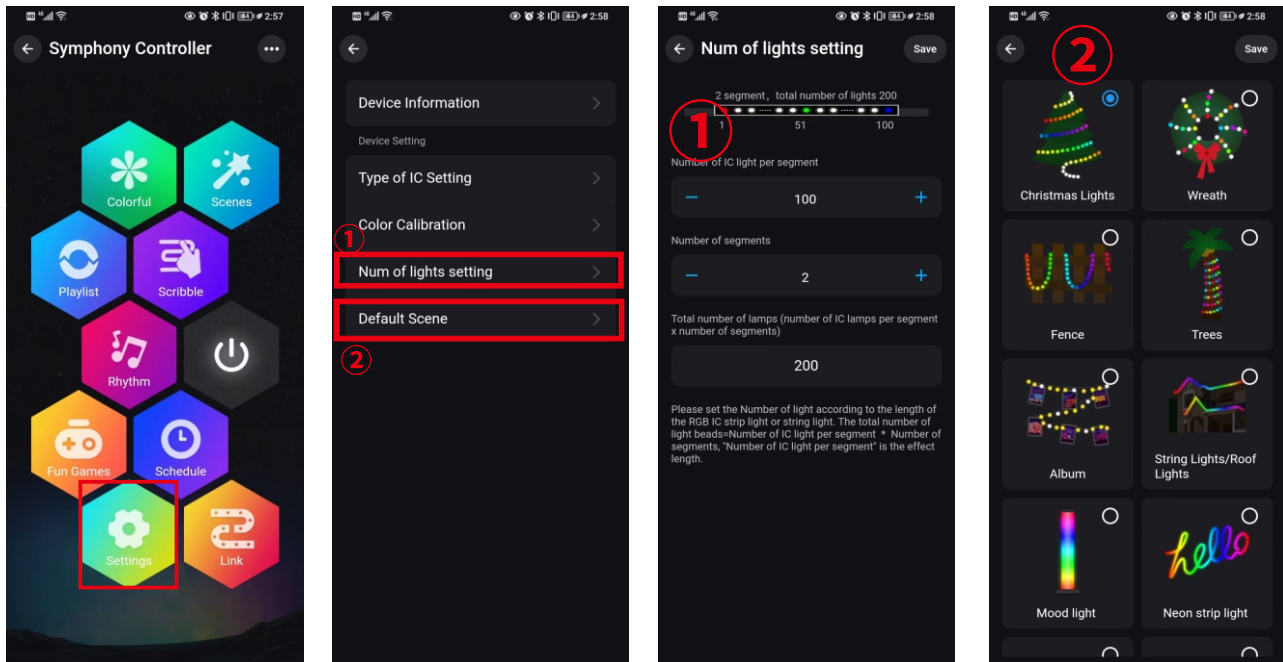 2:57
Symphony Controller
Colorful
Scenes
Playlist
Scribble
Rhythm
Fun Games
Schedule
Settings
Link
2:58
Device Information
Device Setting
Type of IC Setting
Color Calibration
①
Num of lights setting
Default Scene
②
2:58
Num of lights setting
Save
2 segment, total number of lights 200
①
1 51 100
Number of IC light per segment
− 100 +
Number of segments
− 2 +
Total number of lamps (number of IC lamps per segment
x number of segments)
200
Please set the Number of light according to the length of
the RGB IC strip light or string light. The total number of
light beads=Number of IC light per segment * Number of
segments, "Number of IC light per segment" is the effect
length.
2:58
②
Save
Christmas Lights
Wreath
Fence
Trees
Album
String Lights/Roof
Lights
Mood light
hello
Neon strip light